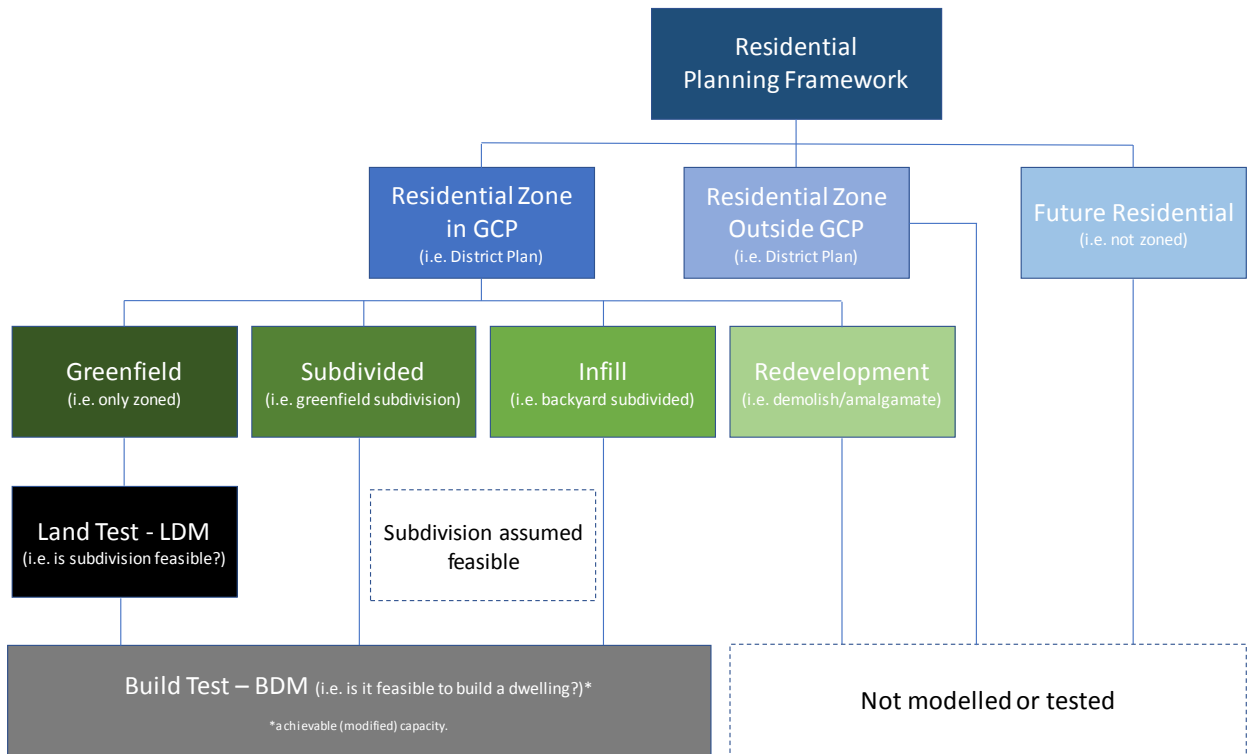 Residential
Planning Framework
Residential Zone
in GCP
(i.e. District Plan)
Residential Zone
Outside GCP
(i.e. District Plan)
Future Residential
(i.e. not zoned)
Greenfield
(i.e. only zoned)
Subdivided
(i.e. greenfield subdivision)
Infill
(i.e. backyard subdivided)
Redevelopment
(i.e. demolish/amalgamate)
Land Test - LDM
(i.e. is subdivision feasible?)
Subdivision assumed
feasible
Build Test – BDM (i.e. is it feasible to build a dwelling?)*
*achievable (modified) capacity.
Not modelled or tested